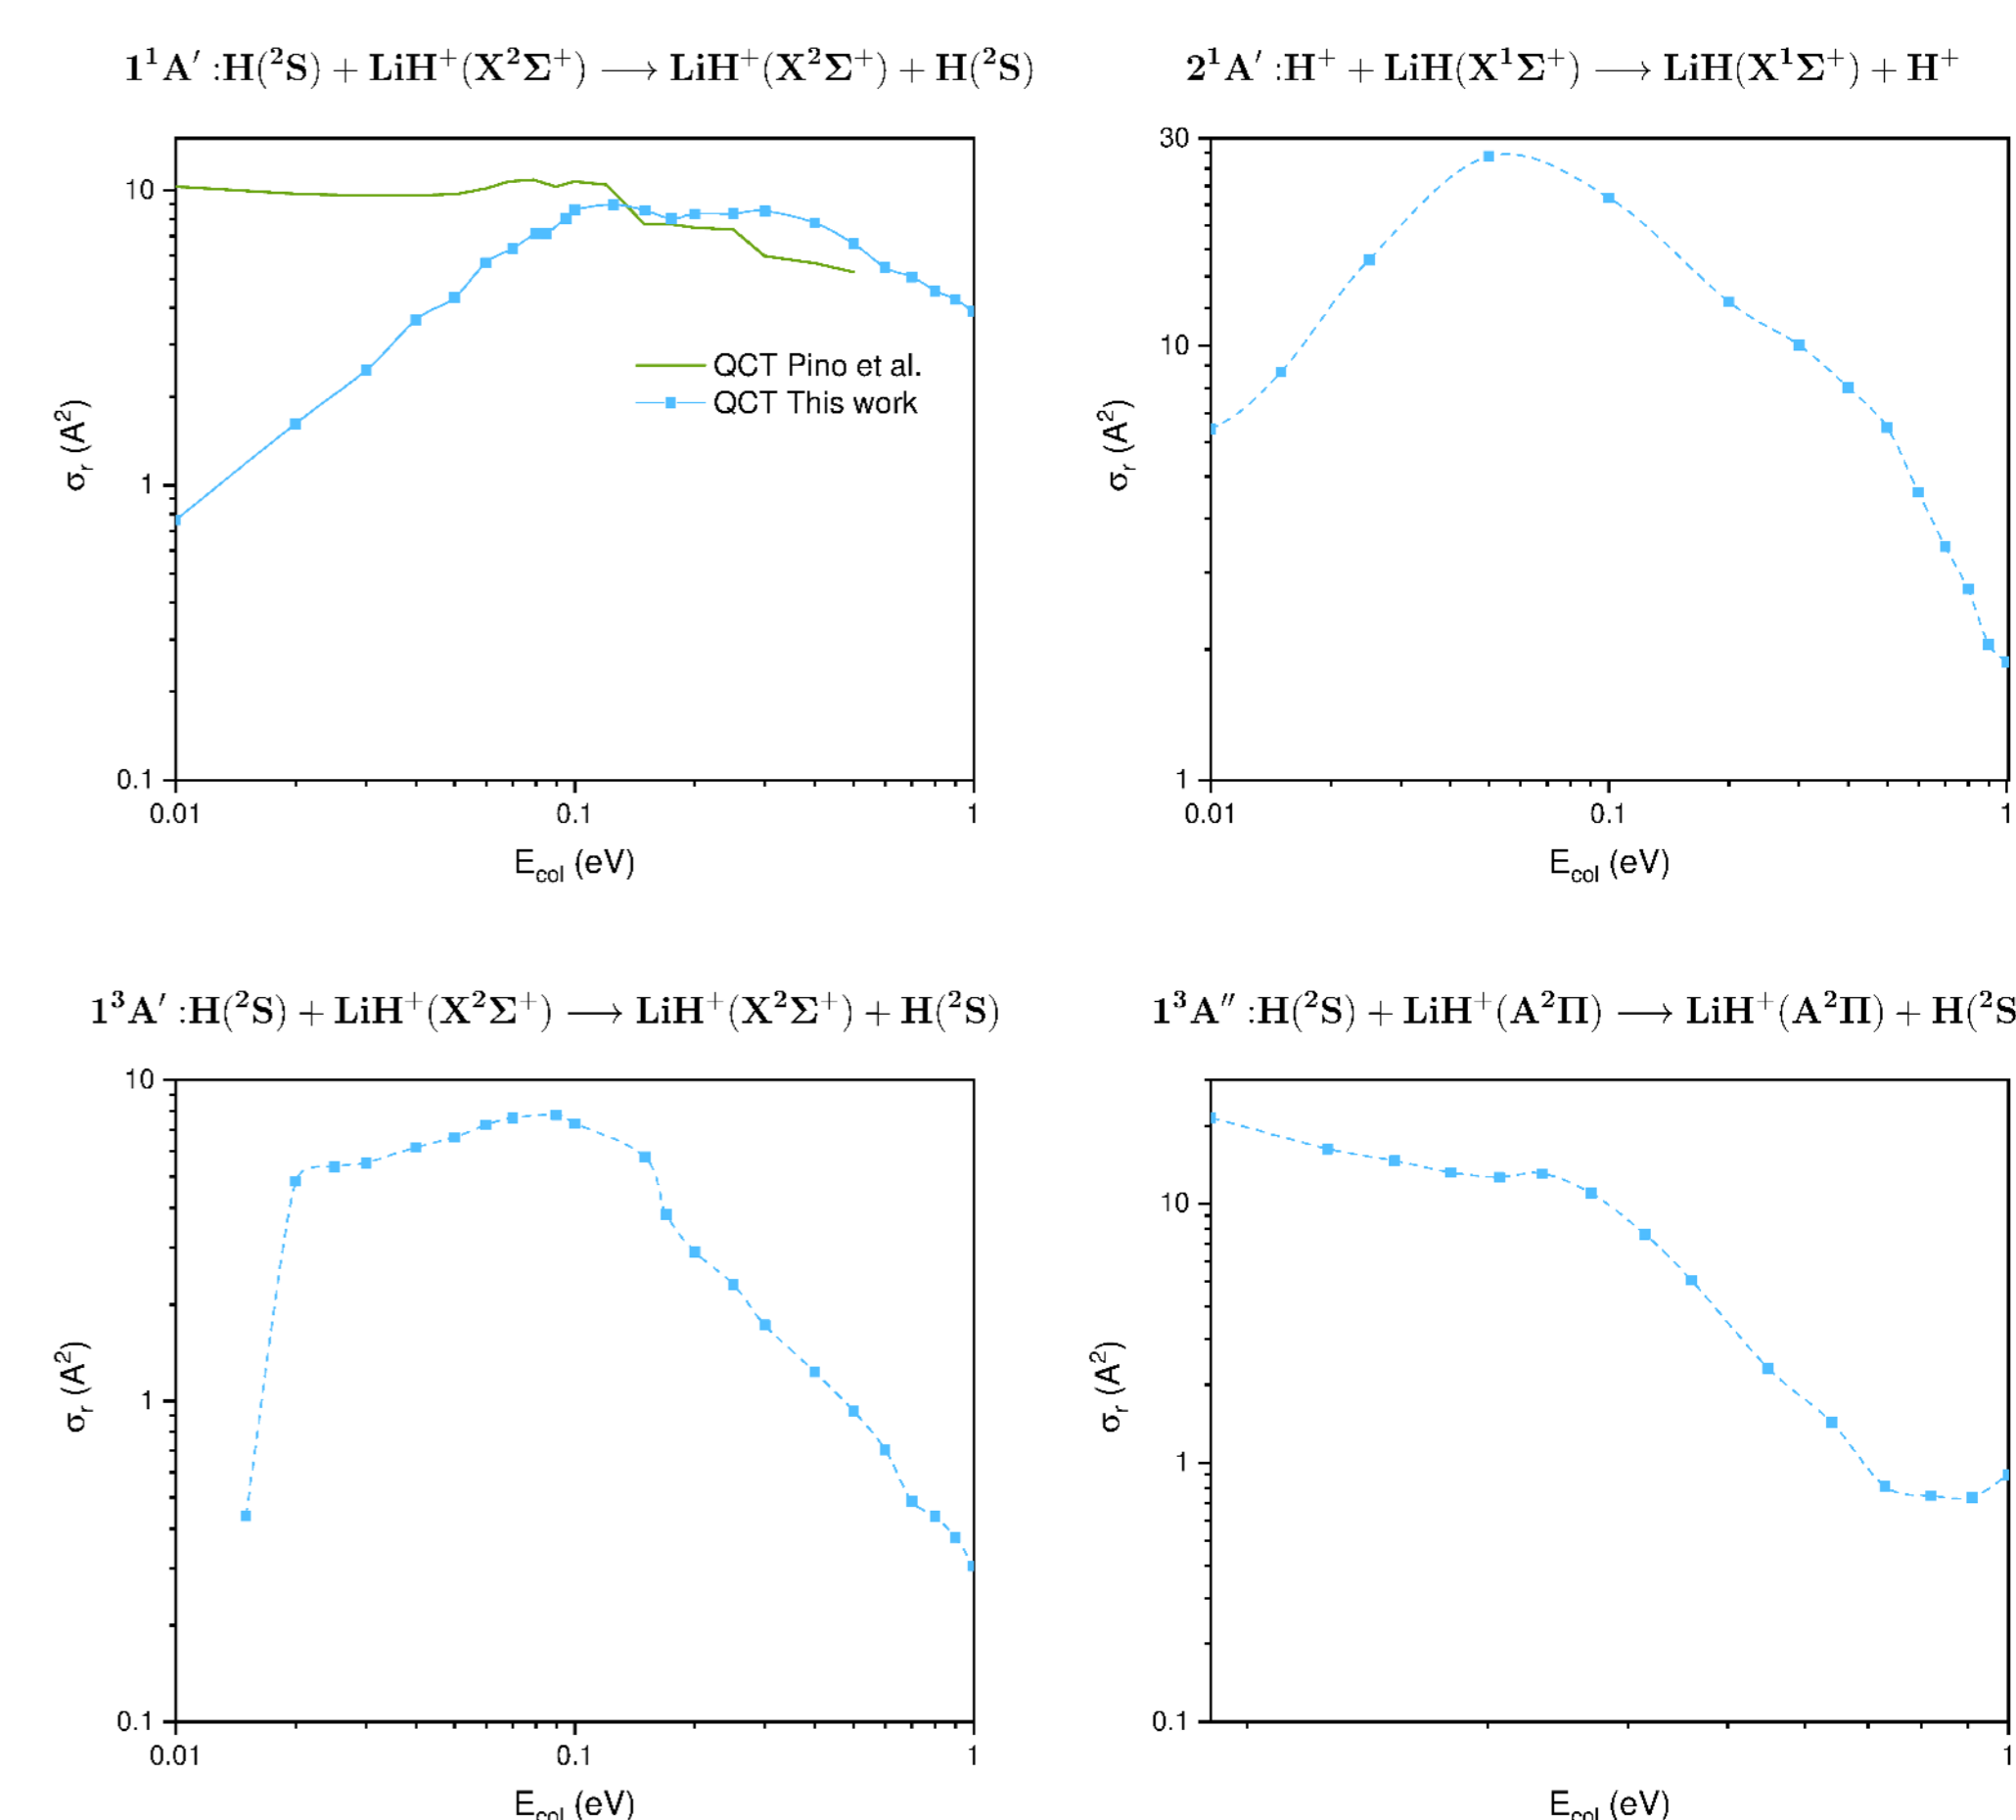 1¹A′ :H(²S) + LiH⁺(X²Σ⁺) ⟶ LiH⁺(X²Σ⁺) + H(²S)
10
1
0.1
0.01 0.1 1
σᵣ (A²)
E_col (eV)
QCT Pino et al.
QCT This work
2¹A′ :H⁺ + LiH(X¹Σ⁺) ⟶ LiH(X¹Σ⁺) + H⁺
30
10
1
0.01 0.1 1
σᵣ (A²)
E_col (eV)
1³A′ :H(²S) + LiH⁺(X²Σ⁺) ⟶ LiH⁺(X²Σ⁺) + H(²S)
10
1
0.1
0.01 0.1 1
σᵣ (A²)
E_col (eV)
1³A″ :H(²S) + LiH⁺(A²Π) ⟶ LiH⁺(A²Π) + H(²S
10
1
0.1
1
σᵣ (A²)
E_col (eV)